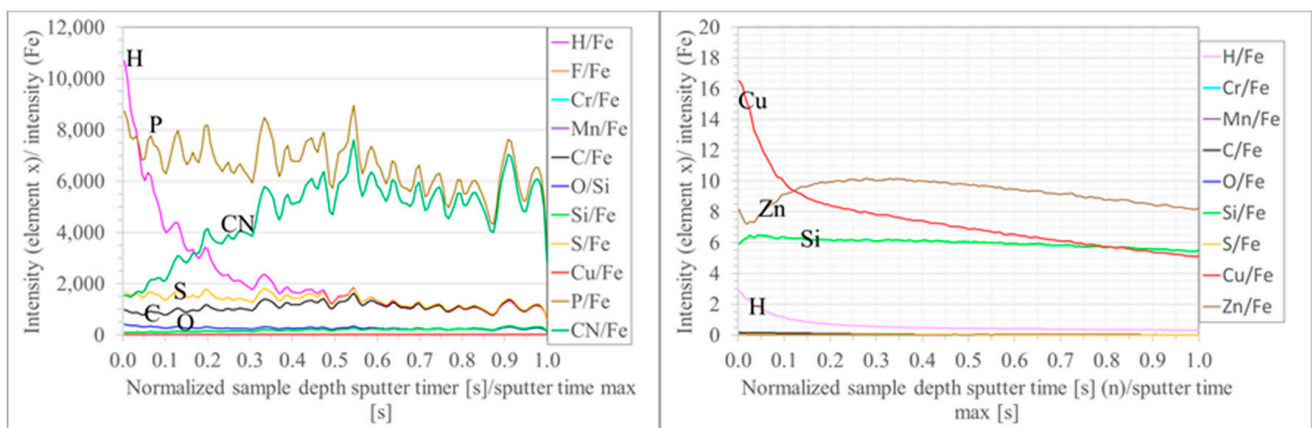 Intensity (element x)/ intensity (Fe)
12,000
10,000
8,000
6,000
4,000
2,000
0
H
P
CN
S
C
O
0.0 0.1 0.2 0.3 0.4 0.5 0.6 0.7 0.8 0.9 1.0
Normalized sample depth sputter timer [s]/sputter time max
[s]
H/Fe
F/Fe
Cr/Fe
Mn/Fe
C/Fe
O/Si
Si/Fe
S/Fe
Cu/Fe
P/Fe
CN/Fe
Intensity (element x)/ intensity (Fe)
20
18
16
14
12
10
8
6
4
2
0
Cu
Zn
Si
H
0.0 0.1 0.2 0.3 0.4 0.5 0.6 0.7 0.8 0.9 1.0
Normalized sample depth sputter time [s] (n)/sputter time
max [s]
H/Fe
Cr/Fe
Mn/Fe
C/Fe
O/Fe
Si/Fe
S/Fe
Cu/Fe
Zn/Fe